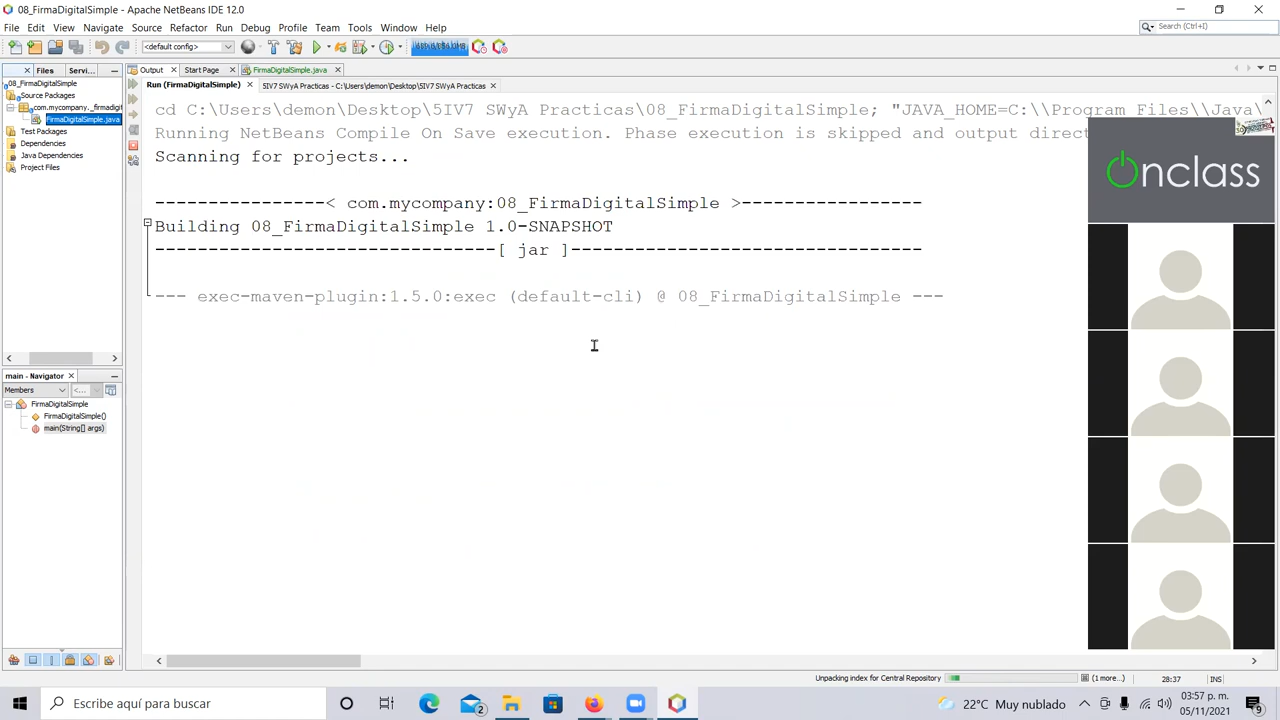 08_FirmaDigitalSimple - Apache NetBeans IDE 12.0
File Edit View Navigate Source Refactor Run Debug Profile Team Tools Window Help
Search (Ctrl+I)
<default config>
Files Servi...
Output Start Page FirmaDigitalSimple.java
08_FirmaDigitalSimple
Source Packages
com.mycompany._firmadigit
FirmaDigitalSimple.java
Test Packages
Dependencies
Java Dependencies
Project Files
Run (FirmaDigitalSimple) 5IV7 SWyA Practicas - C:\Users\demon\Desktop\5IV7 SWyA Practicas
cd C:\Users\demon\Desktop\5IV7 SWyA Practicas\08_FirmaDigitalSimple; "JAVA_HOME=C:\\Program Files\\Java\
Running NetBeans Compile On Save execution. Phase execution is skipped and output direct
Scanning for projects...
----------------< com.mycompany:08_FirmaDigitalSimple >-----------------
Building 08_FirmaDigitalSimple 1.0-SNAPSHOT
--------------------------------[ jar ]---------------------------------
--- exec-maven-plugin:1.5.0:exec (default-cli) @ 08_FirmaDigitalSimple ---
Onclass
main - Navigator
Members
<...
FirmaDigitalSimple
FirmaDigitalSimple()
main(String[] args)
Unpacking index for Central Repository
(1 more...)
28:37
INS
Escribe aquí para buscar
2
22°C Muy nublado
03:57 p. m.
05/11/2021
9